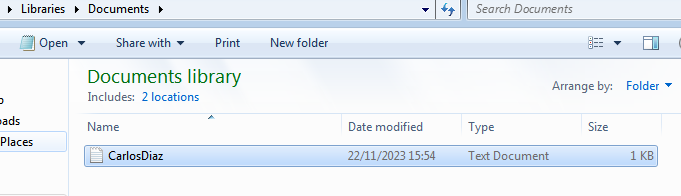 Libraries Documents Search Documents
Open Share with Print New folder
Documents library
Includes: 2 locations
Arrange by: Folder
Name Date modified Type Size
CarlosDiaz 22/11/2023 15:54 Text Document 1 KB
Places